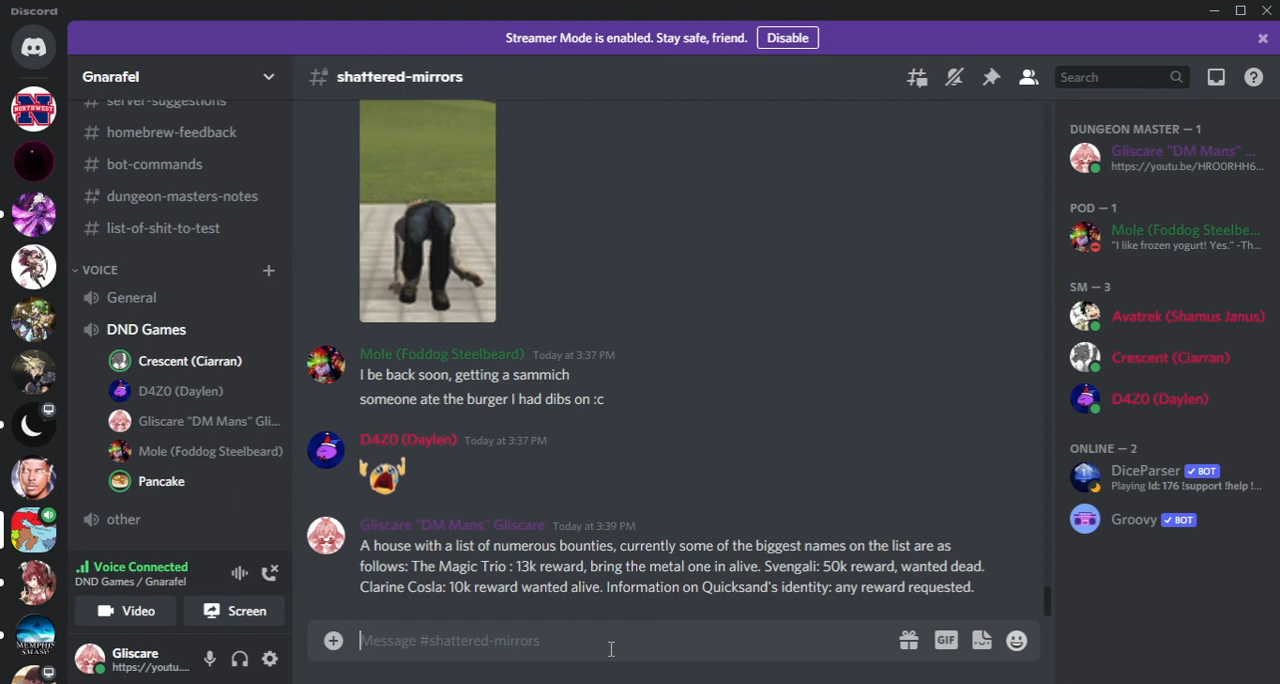 Discord
Streamer Mode is enabled. Stay safe, friend. Disable
Gnarafel
shattered-mirrors
Search
server-suggestions
homebrew-feedback
bot-commands
dungeon-masters-notes
list-of-shit-to-test
VOICE
General
DND Games
Crescent (Ciarran)
D4Z0 (Daylen)
Gliscare "DM Mans" Gli...
Mole (Foddog Steelbeard)
Pancake
other
Voice Connected
DND Games / Gnarafel
Video
Screen
Gliscare
https://youtu....
NORTHWEST
MEMPHIS
SMASH
Mole (Foddog Steelbeard) Today at 3:37 PM
I be back soon, getting a sammich
someone ate the burger I had dibs on :c
D4Z0 (Daylen) Today at 3:37 PM
Gliscare "DM Mans" Gliscare Today at 3:39 PM
A house with a list of numerous bounties, currently some of the biggest names on the list are as
follows: The Magic Trio : 13k reward, bring the metal one in alive. Svengali: 50k reward, wanted dead.
Clarine Cosla: 10k reward wanted alive. Information on Quicksand's identity: any reward requested.
Message #shattered-mirrors
GIF
DUNGEON MASTER — 1
Gliscare "DM Mans" ...
https://youtu.be/HROORHH6...
POD — 1
Mole (Foddog Steelbe...
"I like frozen yogurt! Yes." -Th...
SM — 3
Avatrek (Shamus Janus)
Crescent (Ciarran)
D4Z0 (Daylen)
ONLINE — 2
DiceParser BOT
Playing Id: 176 !support !help !...
Groovy BOT